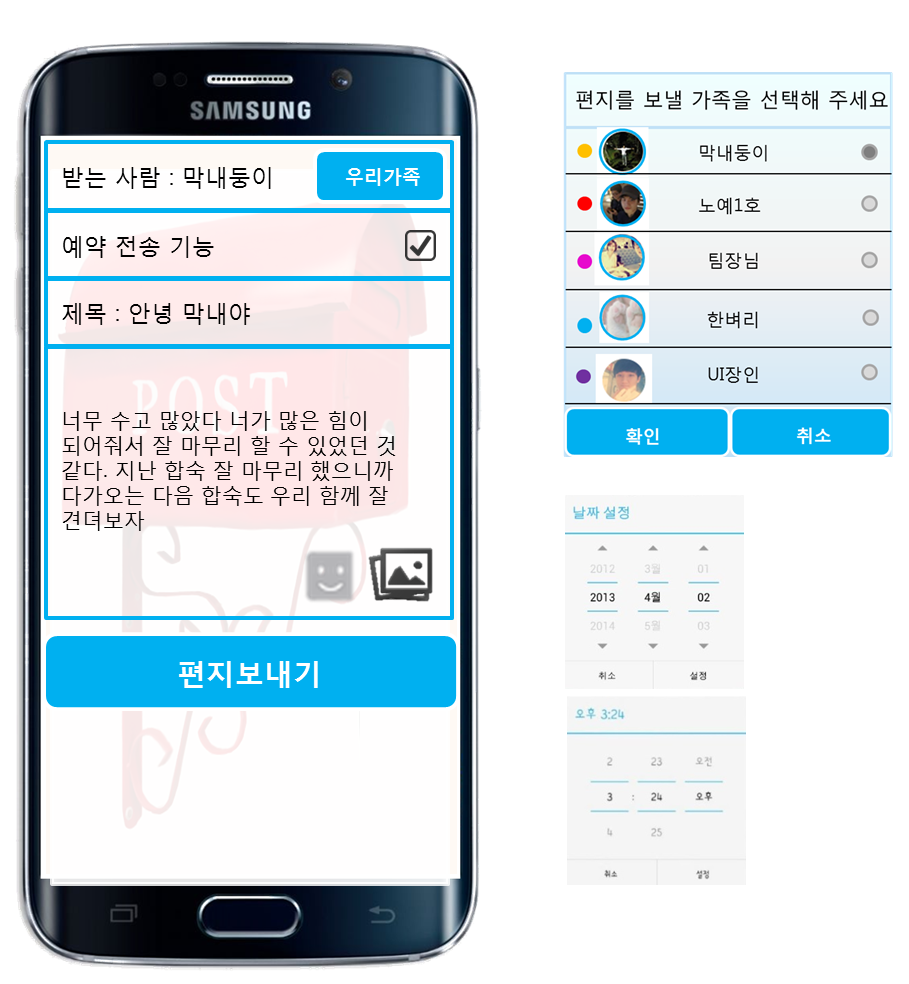 SAMSUNG
받는 사람 : 막내둥이
우리가족
예약 전송 기능
제목 : 안녕 막내야
POST
너무 수고 많았다 너가 많은 힘이
되어줘서 잘 마무리 할 수 있었던 것
같다. 지난 합숙 잘 마무리 했으니까
다가오는 다음 합숙도 우리 함께 잘
견뎌보자
편지보내기
편지를 보낼 가족을 선택해 주세요
막내둥이
노예1호
팀장님
한벼리
UI장인
확인 취소
날짜 설정
2012 3월 01
2013 4월 02
2014 5월 03
취소 설정
오후 3:24
2 23 오전
3 : 24 오후
4 25
취소 설정